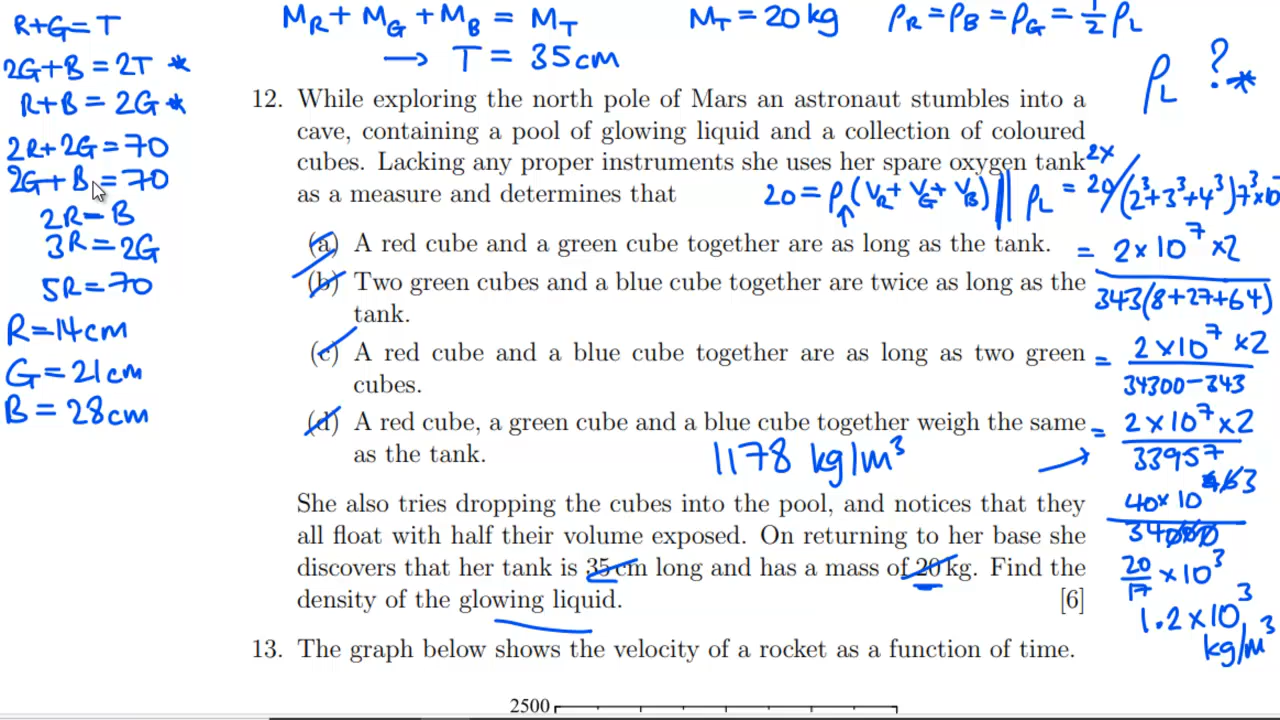 R+G=T
2G+B=2T *
R+B=2G*
2R+2G=70
2G+B=70
2R=B
3R=2G
5R=70
R=14cm
G=21cm
B=28cm
M_R + M_G + M_B = M_T
→ T = 35cm
M_T = 20kg
ρ_R = ρ_B = ρ_G = 1/2 ρ_L
ρ_L ? *
12. While exploring the north pole of Mars an astronaut stumbles into a
cave, containing a pool of glowing liquid and a collection of coloured
cubes. Lacking any proper instruments she uses her spare oxygen tank
as a measure and determines that
20 = ρ(V_R + V_G + V_B)
↑
(a) A red cube and a green cube together are as long as the tank.
(b) Two green cubes and a blue cube together are twice as long as the
tank.
(c) A red cube and a blue cube together are as long as two green
cubes.
(d) A red cube, a green cube and a blue cube together weigh the same
as the tank.
1178 kg/m³
She also tries dropping the cubes into the pool, and notices that they
all float with half their volume exposed. On returning to her base she
discovers that her tank is 35cm long and has a mass of 20kg. Find the
density of the glowing liquid. [6]
2x
ρ_L = 20/(2³+3³+4³)7³×10
= 2×10⁷×2
343(8+27+64)
= 2×10⁷×2
34300-343
= 2×10⁷×2
33957
40×10
34000
20/17 ×10³
1.2×10³
kg/m³
13. The graph below shows the velocity of a rocket as a function of time.
2500